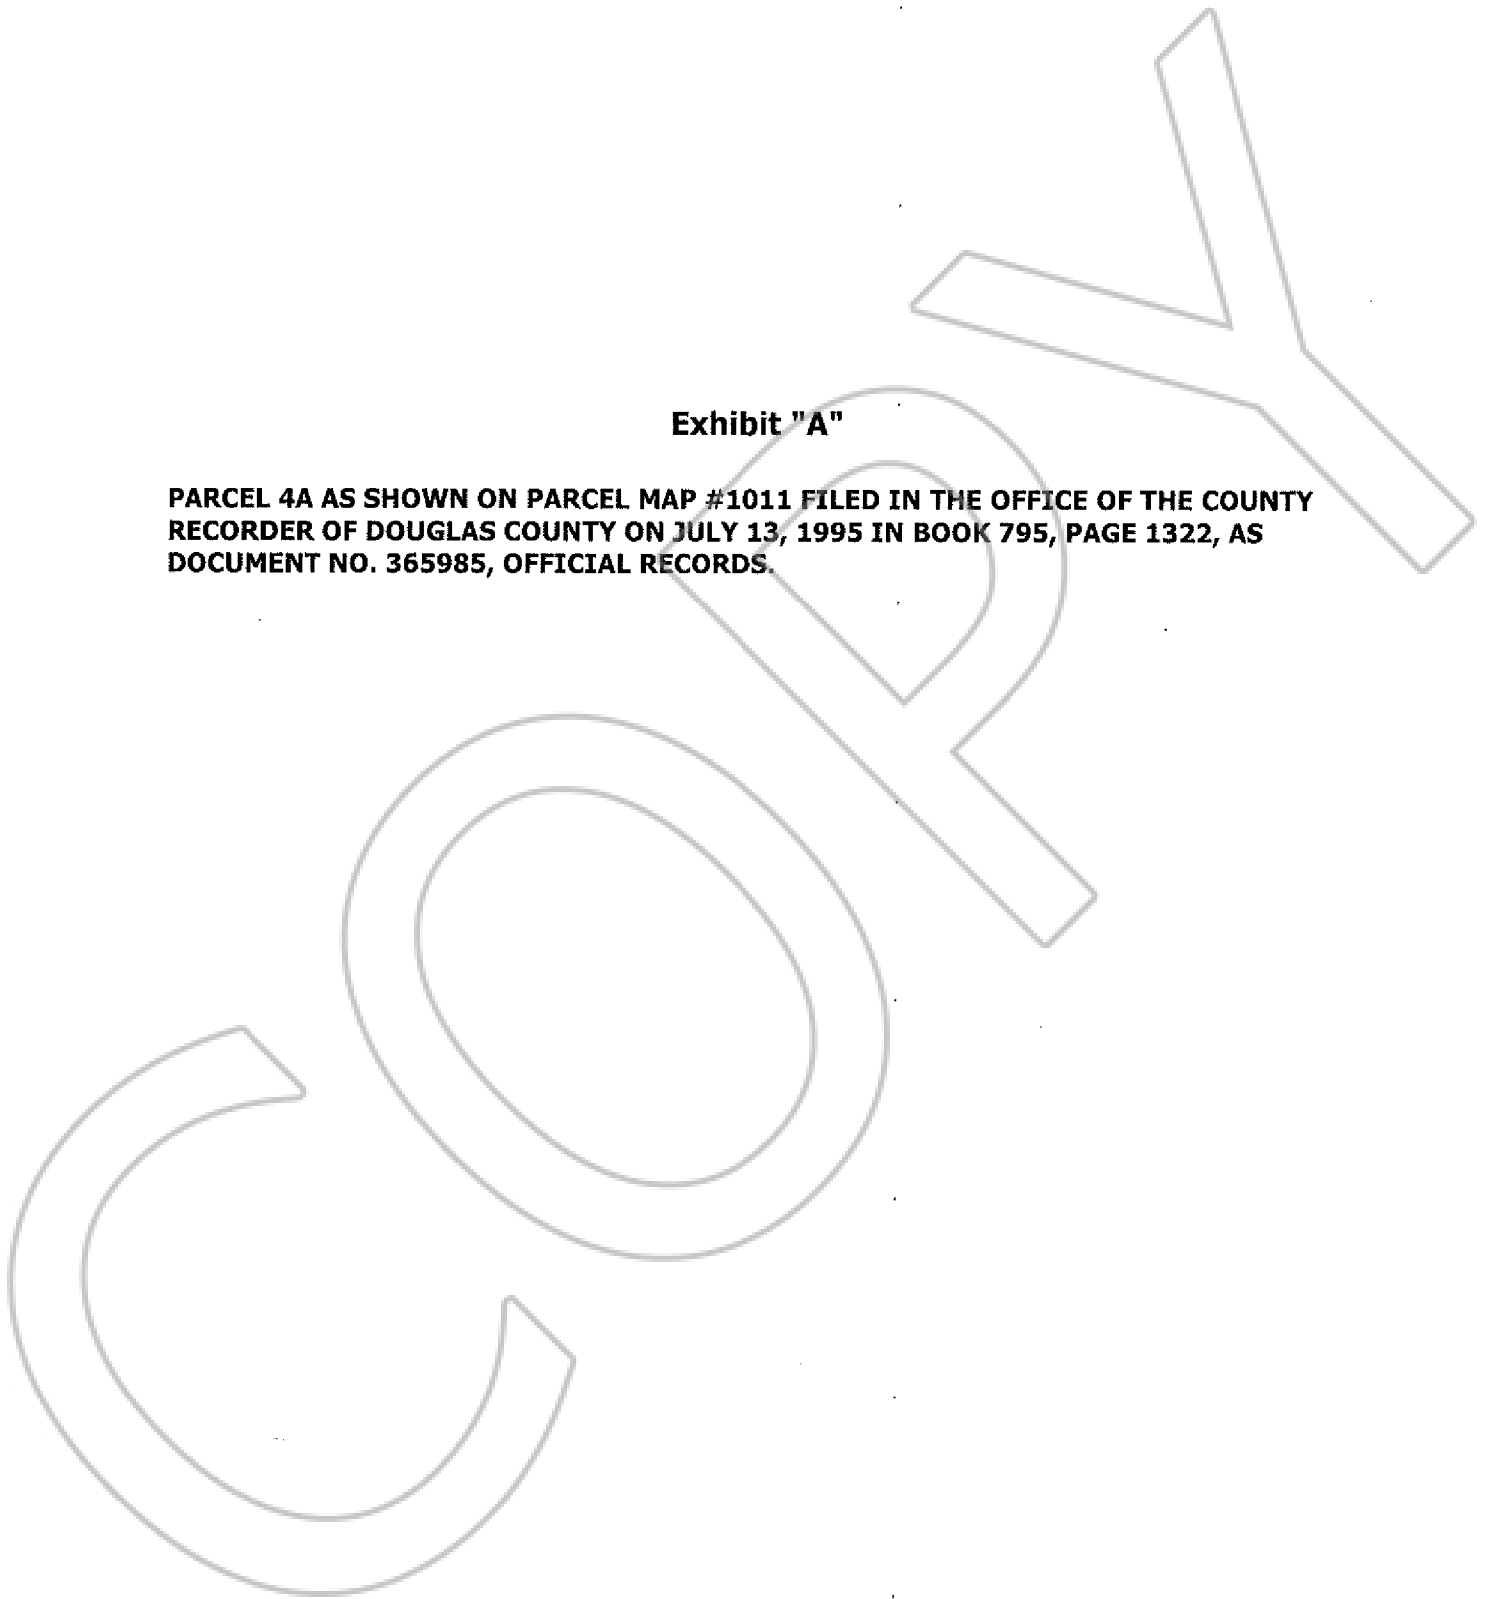 Exhibit "A"
PARCEL 4A AS SHOWN ON PARCEL MAP #1011 FILED IN THE OFFICE OF THE COUNTY
RECORDER OF DOUGLAS COUNTY ON JULY 13, 1995 IN BOOK 795, PAGE 1322, AS
DOCUMENT NO. 365985, OFFICIAL RECORDS.
COPY